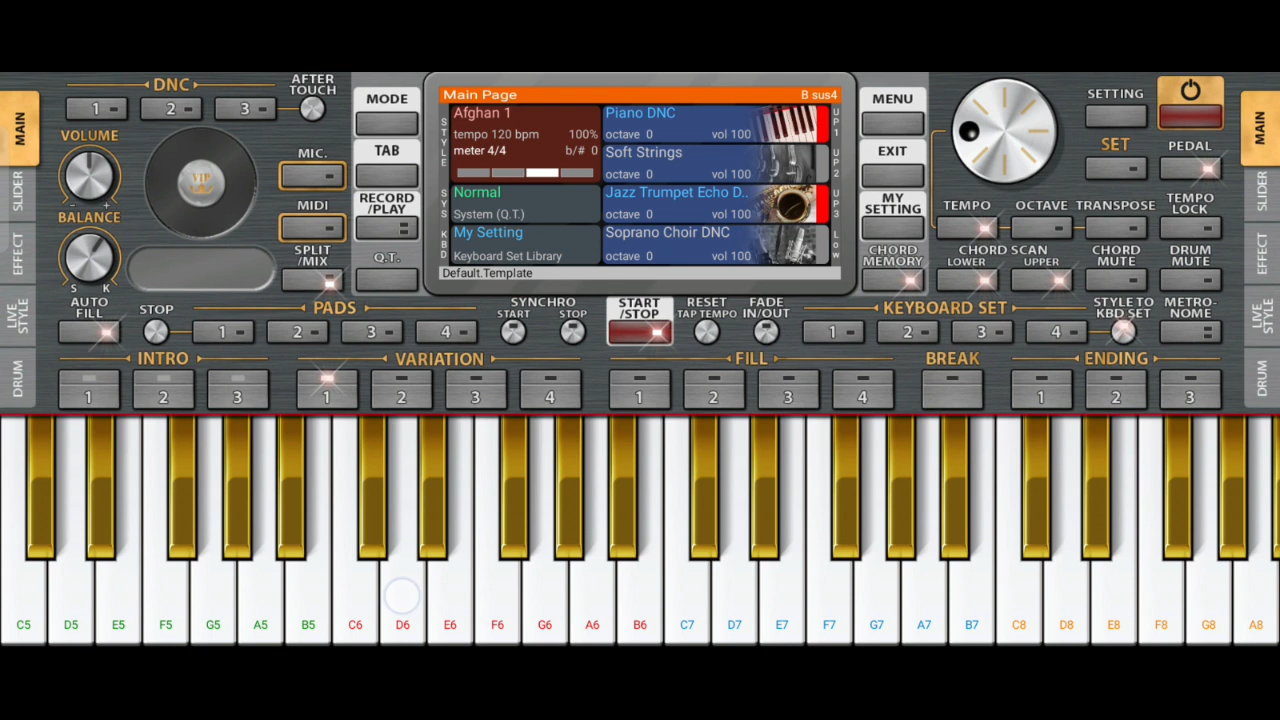 DNC
AFTER
TOUCH
1 2 3
MAIN
SLIDER
EFFECT
LIVE
STYLE
DRUM
VOLUME
- +
BALANCE
S K
VIP
MIC.
MIDI
SPLIT
/MIX
MODE
TAB
RECORD
/PLAY
Q.T.
Main Page B sus4
STYLE
Afghan 1
tempo 120 bpm 100%
meter 4/4 b/# 0
SYS
Normal
System (Q.T.)
KBD
My Setting
Keyboard Set Library
Piano DNC
octave 0 vol 100
UP1
Soft Strings
octave 0 vol 100
UP2
Jazz Trumpet Echo D..
octave 0 vol 100
UP3
Soprano Choir DNC
octave 0 vol 100
Low
Default.Template
MENU
EXIT
MY
SETTING
CHORD
MEMORY
SETTING
SET
PEDAL
TEMPO OCTAVE TRANSPOSE TEMPO
LOCK
CHORD SCAN
LOWER UPPER
CHORD
MUTE
DRUM
MUTE
MAIN
SLIDER
EFFECT
LIVE
STYLE
DRUM
AUTO
FILL
STOP
PADS
1 2 3 4
SYNCHRO
START STOP
START
/STOP
RESET
TAP TEMPO
FADE
IN/OUT
KEYBOARD SET
1 2 3 4
STYLE TO
KBD SET
METRO-
NOME
INTRO VARIATION FILL BREAK ENDING
1 2 3 1 2 3 4 1 2 3 4 1 2 3
C5 D5 E5 F5 G5 A5 B5 C6 D6 E6 F6 G6 A6 B6 C7 D7 E7 F7 G7 A7 B7 C8 D8 E8 F8 G8 A8